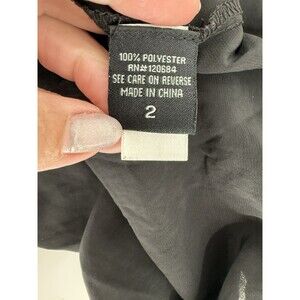 100% POLYESTER
RN#120684
SEE CARE ON REVERSE
MADE IN CHINA
2